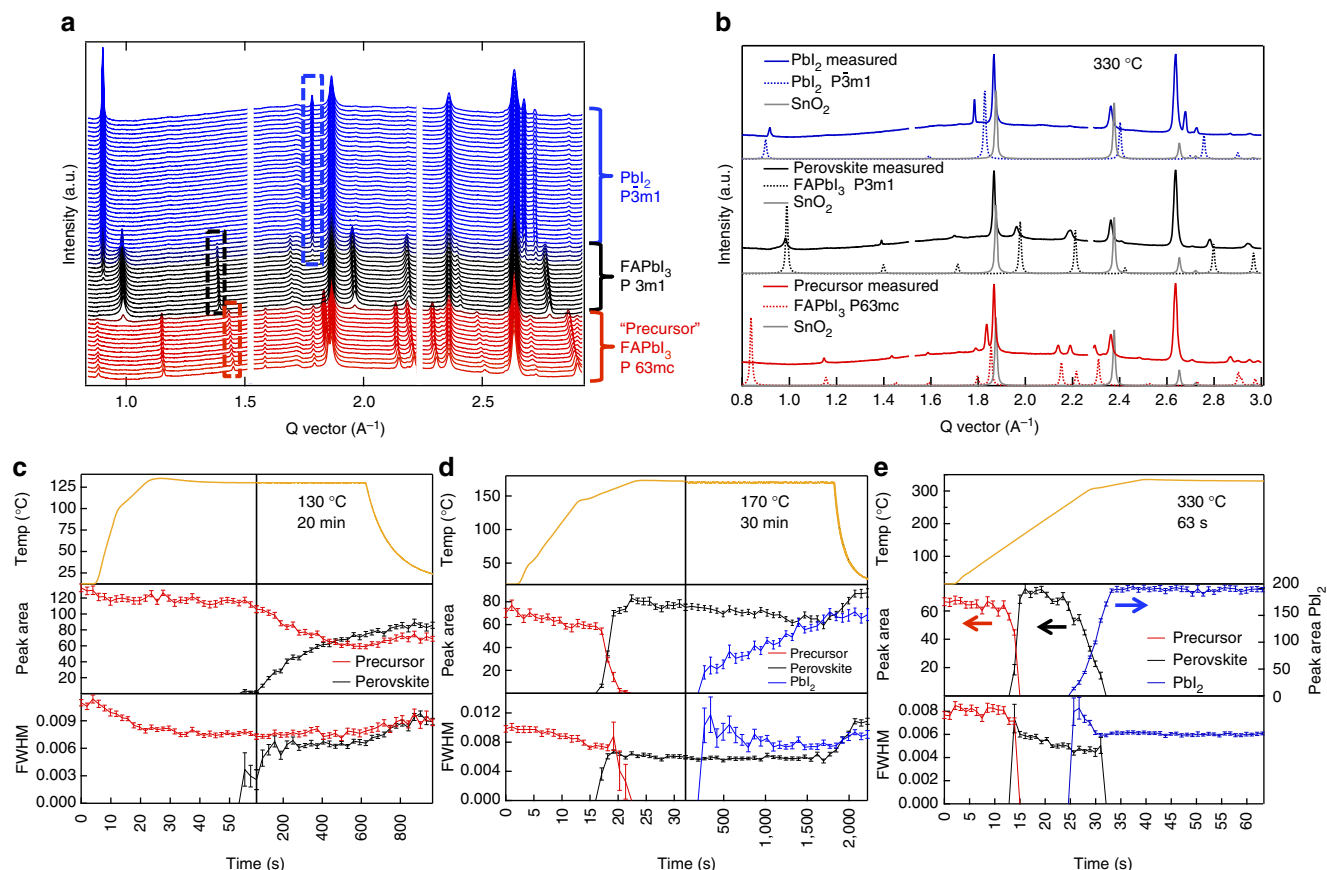 a
Intensity (a.u.)
PbI2
P3̄m1
FAPbI3
P 3m1
“Precursor”
FAPbI3
P 63mc
1.0 1.5 2.0 2.5
Q vector (A–1)
b
Intensity (a.u.)
330 °C
PbI2 measured
PbI2 P3̄m1
SnO2
Perovskite measured
FAPbI3 P3m1
SnO2
Precursor measured
FAPbI3 P63mc
SnO2
0.8 1.0 1.2 1.4 1.6 1.8 2.0 2.2 2.4 2.6 2.8 3.0
Q vector (A–1)
c
Temp (°C)
125
100
75
50
25
130 °C
20 min
Peak area
120
100
80
60
40
20
Precursor
Perovskite
FWHM
0.009
0.006
0.003
0.000
0 10 20 30 40 50 200 400 600 800
Time (s)
d
Temp (°C)
150
100
50
170 °C
30 min
Peak area
80
60
40
20
Precursor
Perovskite
PbI2
FWHM
0.012
0.008
0.004
0.000
0 10 20 30 40 50 500 1,000 1,500 2,000
Time (s)
e
Temp (°C)
300
200
100
330 °C
63 s
Peak area
60
40
20
Peak area PbI2
200
150
100
50
0
Precursor
Perovskite
PbI2
FWHM
0.008
0.006
0.004
0.002
0.000
0 5 10 15 20 25 30 35 40 45 50 55 60
Time (s)